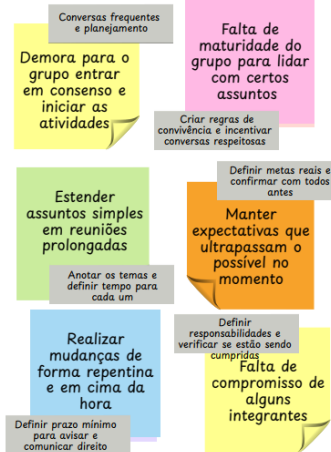 Conversas frequentes
e planejamento
Demora para o
grupo entrar
em consenso e
iniciar as
atividades
Falta de
maturidade do
grupo para lidar
com certos
assuntos
Criar regras de
convivência e incentivar
conversas respeitosas
Estender
assuntos simples
em reuniões
prolongadas
Anotar os temas e
definir tempo para
cada um
Definir metas reais e
confirmar com todos
antes
Manter
expectativas que
ultrapassam o
possível no
momento
Realizar
mudanças de
forma repentina
e em cima da
hora
Definir prazo mínimo
para avisar e
comunicar direito
Definir
responsabilidades e
verificar se estão sendo
cumpridas
Falta de
compromisso de
alguns
integrantes